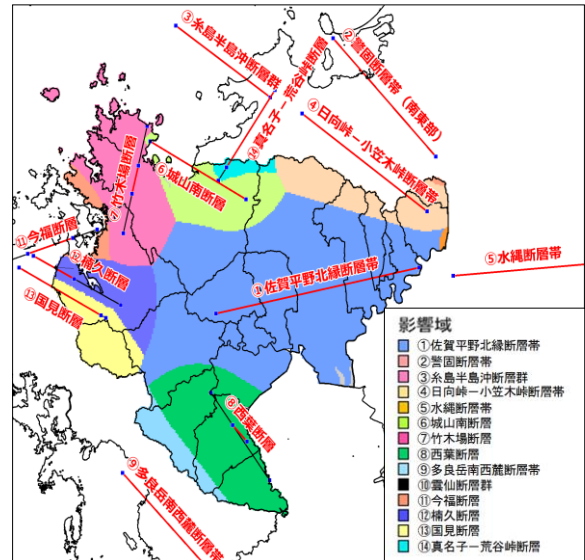 ③糸島半島沖断層群
②警固断層帯（南東部）
⑭真名子－荒谷峠断層
④日向峠－小笠木峠断層帯
⑥城山南断層
⑦竹木場断層
⑪今福断層
⑫楠久断層
⑬国見断層
①佐賀平野北縁断層帯
⑤水縄断層帯
⑧西葉断層
⑨多良岳南西麓断層帯
影響域
①佐賀平野北縁断層帯
②警固断層帯
③糸島半島沖断層群
④日向峠－小笠木峠断層帯
⑤水縄断層帯
⑥城山南断層
⑦竹木場断層
⑧西葉断層
⑨多良岳南西麓断層帯
⑩雲仙断層群
⑪今福断層
⑫楠久断層
⑬国見断層
⑭真名子－荒谷峠断層